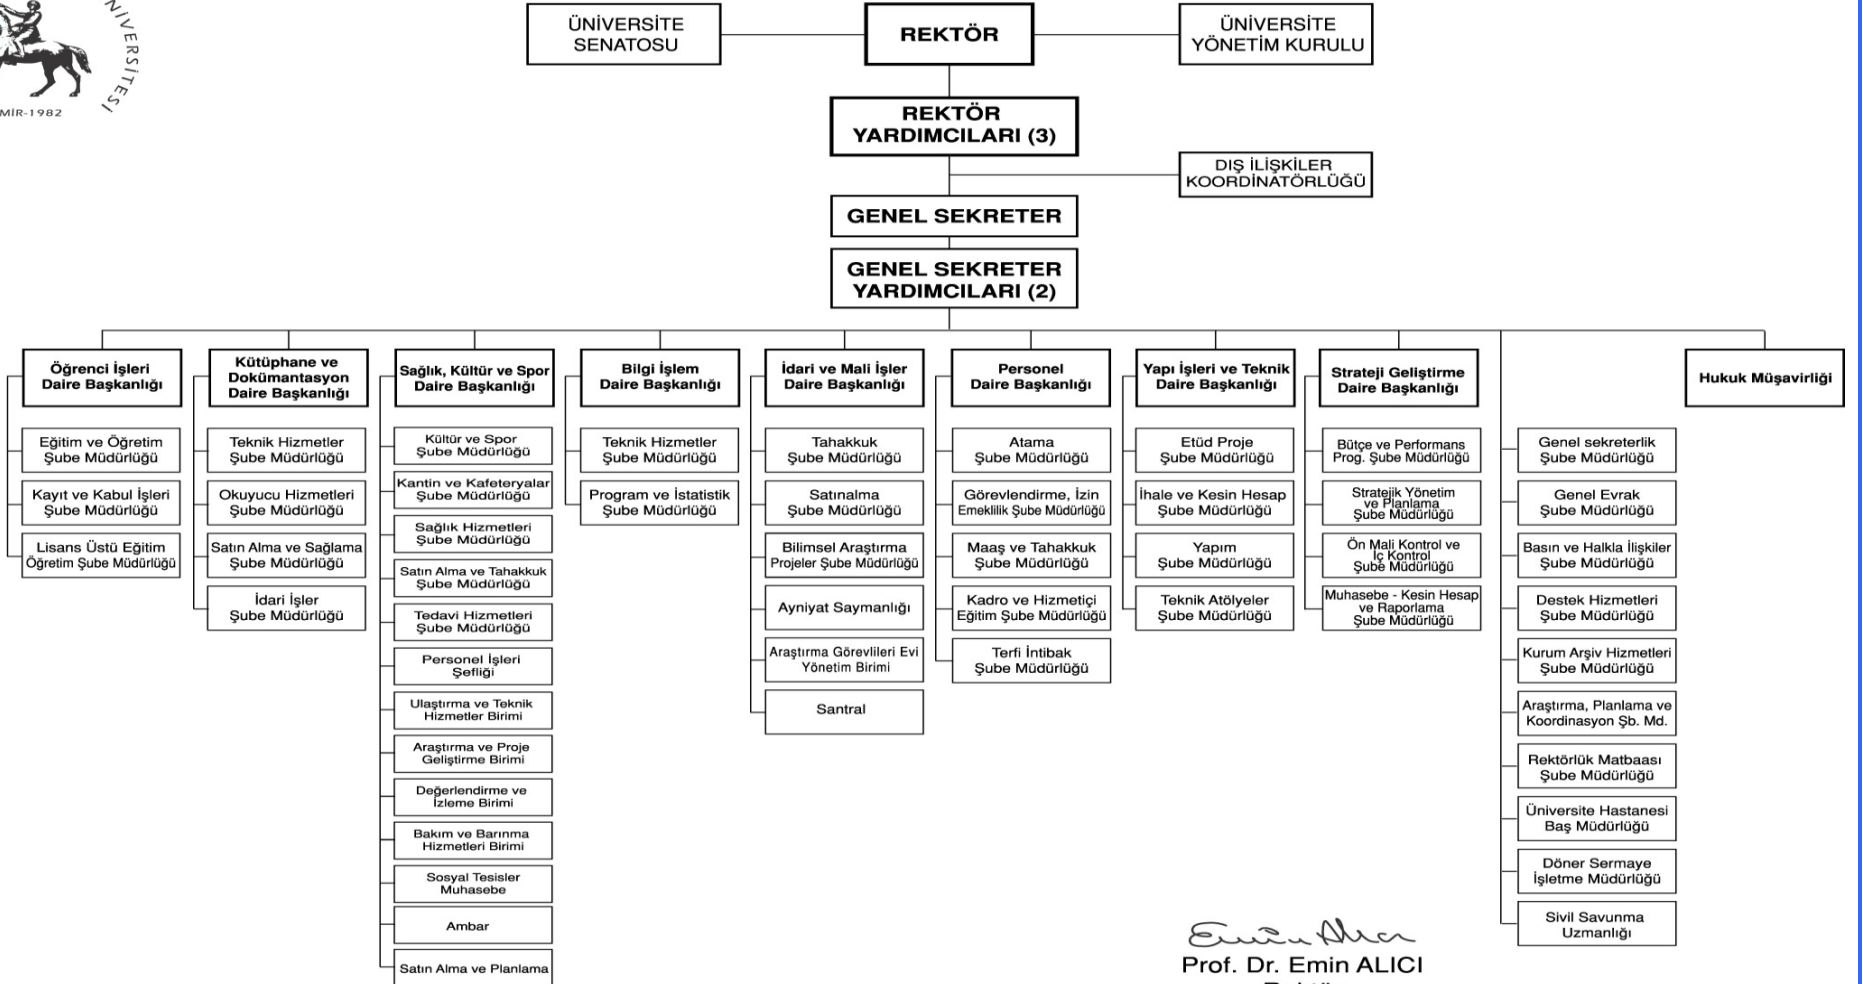 ÜNİVERSİTE
SENATOSU
REKTÖR
ÜNİVERSİTE
YÖNETİM KURULU
REKTÖR
YARDIMCILARI (3)
DIŞ İLİŞKİLER
KOORDİNATÖRLÜĞÜ
GENEL SEKRETER
GENEL SEKRETER
YARDIMCILARI (2)
Öğrenci İşleri
Daire Başkanlığı
Eğitim ve Öğretim
Şube Müdürlüğü
Kayıt ve Kabul İşleri
Şube Müdürlüğü
Lisans Üstü Eğitim
Öğretim Şube Müdürlüğü
Kütüphane ve
Dokümantasyon
Daire Başkanlığı
Teknik Hizmetler
Şube Müdürlüğü
Okuyucu Hizmetleri
Şube Müdürlüğü
Satın Alma ve Sağlama
Şube Müdürlüğü
İdari İşler
Şube Müdürlüğü
Sağlık, Kültür ve Spor
Daire Başkanlığı
Kültür ve Spor
Şube Müdürlüğü
Kantin ve Kafeteryalar
Şube Müdürlüğü
Sağlık Hizmetleri
Şube Müdürlüğü
Satın Alma ve Tahakkuk
Şube Müdürlüğü
Tedavi Hizmetleri
Şube Müdürlüğü
Personel İşleri
Şefliği
Ulaştırma ve Teknik
Hizmetler Birimi
Araştırma ve Proje
Geliştirme Birimi
Değerlendirme ve
İzleme Birimi
Bakım ve Barınma
Hizmetleri Birimi
Sosyal Tesisler
Muhasebe
Ambar
Satın Alma ve Planlama
Bilgi İşlem
Daire Başkanlığı
Teknik Hizmetler
Şube Müdürlüğü
Program ve İstatistik
Şube Müdürlüğü
İdari ve Mali İşler
Daire Başkanlığı
Tahakkuk
Şube Müdürlüğü
Satınalma
Şube Müdürlüğü
Bilimsel Araştırma
Projeler Şube Müdürlüğü
Ayniyat Saymanlığı
Araştırma Görevlileri Evi
Yönetim Birimi
Santral
Personel
Daire Başkanlığı
Atama
Şube Müdürlüğü
Görevlendirme, İzin
Emeklilik Şube Müdürlüğü
Maaş ve Tahakkuk
Şube Müdürlüğü
Kadro ve Hizmetiçi
Eğitim Şube Müdürlüğü
Terfi İntibak
Şube Müdürlüğü
Yapı İşleri ve Teknik
Daire Başkanlığı
Etüd Proje
Şube Müdürlüğü
İhale ve Kesin Hesap
Şube Müdürlüğü
Yapım
Şube Müdürlüğü
Teknik Atölyeler
Şube Müdürlüğü
Strateji Geliştirme
Daire Başkanlığı
Bütçe ve Performans
Prog. Şube Müdürlüğü
Stratejik Yönetim
ve Planlama
Şube Müdürlüğü
Ön Mali Kontrol ve
İç Kontrol
Şube Müdürlüğü
Muhasebe - Kesin Hesap
ve Raporlama
Şube Müdürlüğü
Genel sekreterlik
Şube Müdürlüğü
Genel Evrak
Şube Müdürlüğü
Basın ve Halkla İlişkiler
Şube Müdürlüğü
Destek Hizmetleri
Şube Müdürlüğü
Kurum Arşiv Hizmetleri
Şube Müdürlüğü
Araştırma, Planlama ve
Koordinasyon Şb. Md.
Rektörlük Matbaası
Şube Müdürlüğü
Üniversite Hastanesi
Baş Müdürlüğü
Döner Sermaye
İşletme Müdürlüğü
Sivil Savunma
Uzmanlığı
Hukuk Müşavirliği
Prof. Dr. Emin ALICI